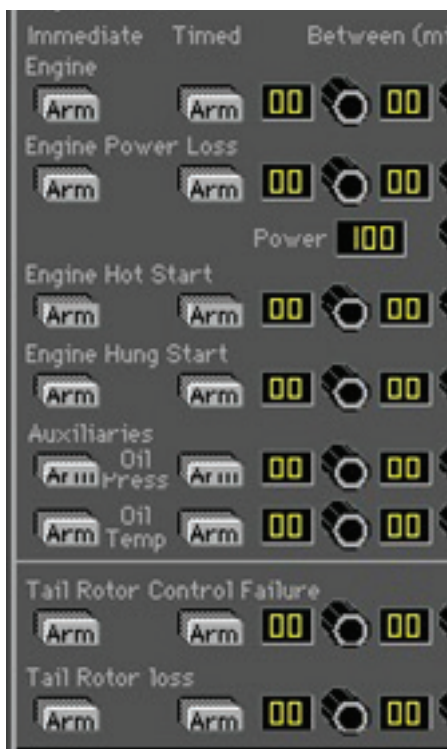 Immediate Timed Between (m
Engine
Arm Arm 00 00
Engine Power Loss
Arm Arm 00 00
Power 100
Engine Hot Start
Arm Arm 00 00
Engine Hung Start
Arm Arm 00 00
Auxiliaries
Arm Oil Press Arm 00 00
Arm Oil Temp Arm 00 00
Tail Rotor Control Failure
Arm Arm 00 00
Tail Rotor loss
Arm Arm 00 00